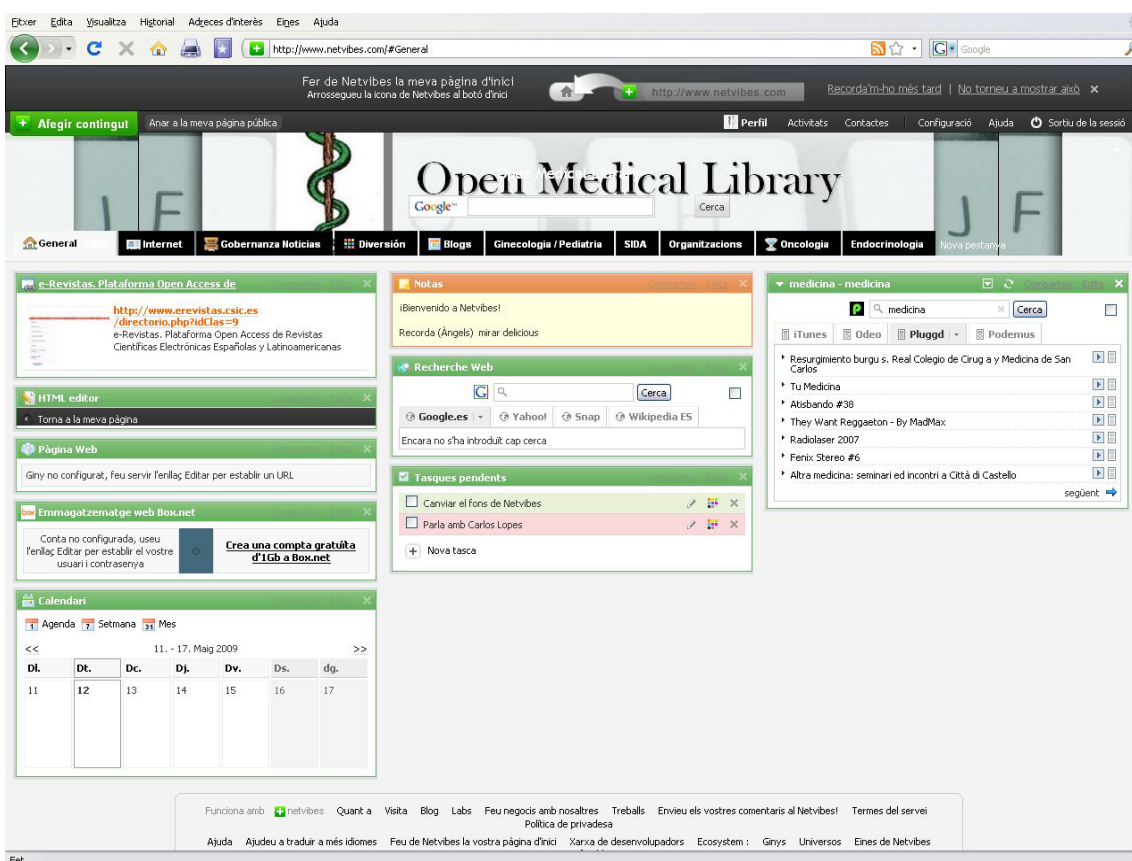 Fitxer Edita Visualitza Historial Adreces d'interès Eines Ajuda
http://www.netvibes.com/#General
Google
Fer de Netvibes la meva pàgina d'inici
Arrossegueu la icona de Netvibes al botó d'inici
http://www.netvibes.com
Recorda'm-ho més tard | No torneu a mostrar això
Afegir contingut
Anar a la meva pàgina pública
Perfil Activitats Contactes Configuració Ajuda Sortiu de la sessió
Open Medical Library
Google
Cerca
General Internet Gobernanza Noticias Diversión Blogs Ginecologia / Pediatria SIDA Organitzacions Oncologia Endocrinologia Nova pestanya
e-Revistas. Plataforma Open Access de
http://www.erevistas.csic.es
/directorio.php?idClas=9
e-Revistas. Plataforma Open Access de Revistas
Científicas Electrónicas Españolas y Latinoamericanas
HTML editor
Torna a la meva pàgina
Pàgina Web
Giny no configurat, feu servir l'enllaç Editar per establir un URL
box Emmagatzematge web Box.net
Conta no configurada, useu
l'enllaç Editar per establir el vostre
usuari i contrasenya
Crea una compta gratuïta
d'1Gb a Box.net
Calendari
1 Agenda 7 Setmana 31 Mes
<< 11. - 17. Maig 2009 >>
Dl. Dt. Dc. Dj. Dv. Ds. dg.
11 12 13 14 15 16 17
Notas
¡Bienvenido a Netvibes!
Recorda (Àngels) mirar delicious
Recherche Web
Cerca
Google.es Yahoo! Snap Wikipedia ES
Encara no s'ha introduït cap cerca
Tasques pendents
Canviar el fons de Netvibes
Parla amb Carlos Lopes
Nova tasca
medicina - medicina Comparteix Edita
medicina
Cerca
iTunes Odeo Pluggd Podemus
Resurgimiento burgu s. Real Colegio de Cirug a y Medicina de San
Carlos
Tu Medicina
Atisbando #38
They Want Reggaeton - By MadMax
Radiolaser 2007
Fenix Stereo #6
Altra medicina: seminari ed incontri a Città di Castello
següent
Funciona amb netvibes Quant a Visita Blog Labs Feu negocis amb nosaltres Treballs Envieu els vostres comentaris al Netvibes! Termes del servei
Política de privadesa
Ajuda Ajudeu a traduir a més idiomes Feu de Netvibes la vostra pàgina d'inici Xarxa de desenvolupadors Ecosystem : Ginys Universos Eines de Netvibes